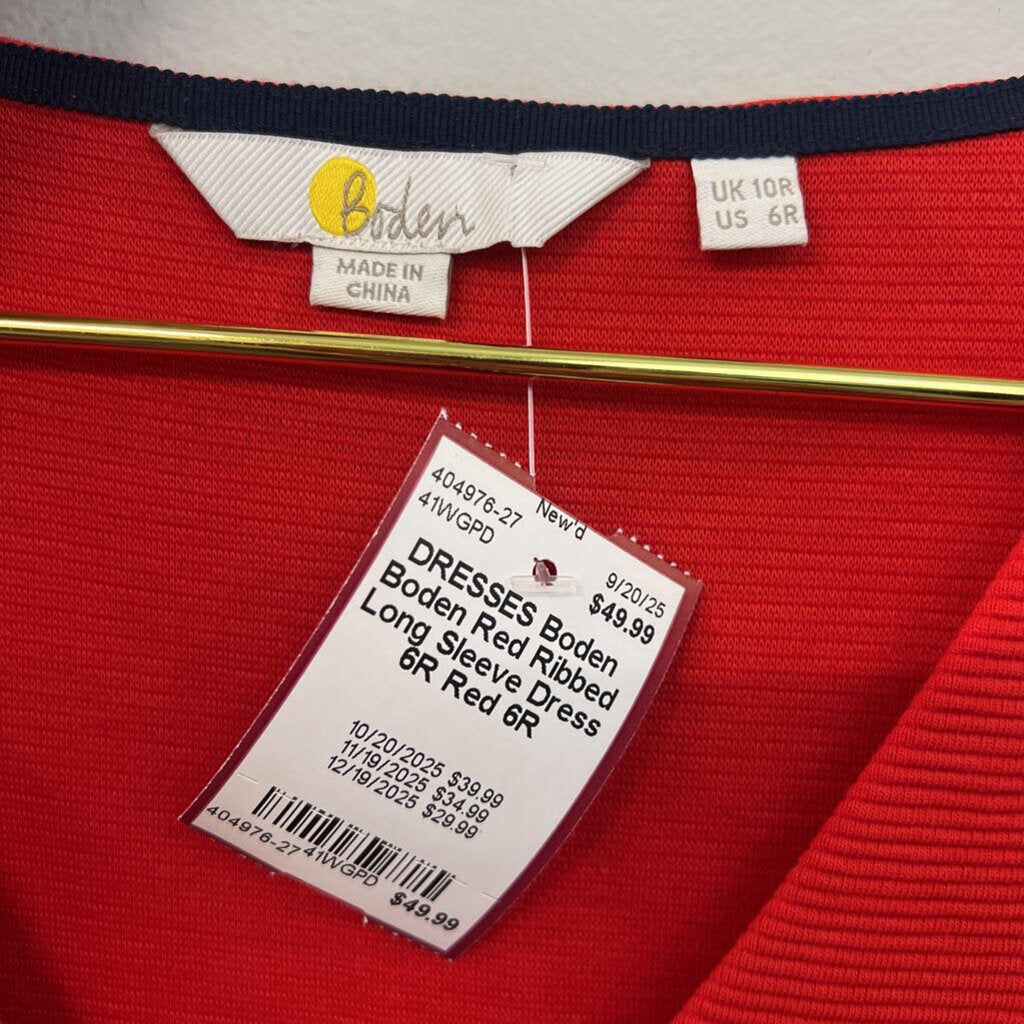 Boden
MADE IN
CHINA
UK 10R
US 6R
404976-27
41WGPD
New'd
9/20/25
$49.99
DRESSES Boden
Boden Red Ribbed
Long Sleeve Dress
6R Red 6R
10/20/2025 $39.99
11/19/2025 $34.99
12/19/2025 $29.99
404976-27 41WGPD
$49.99